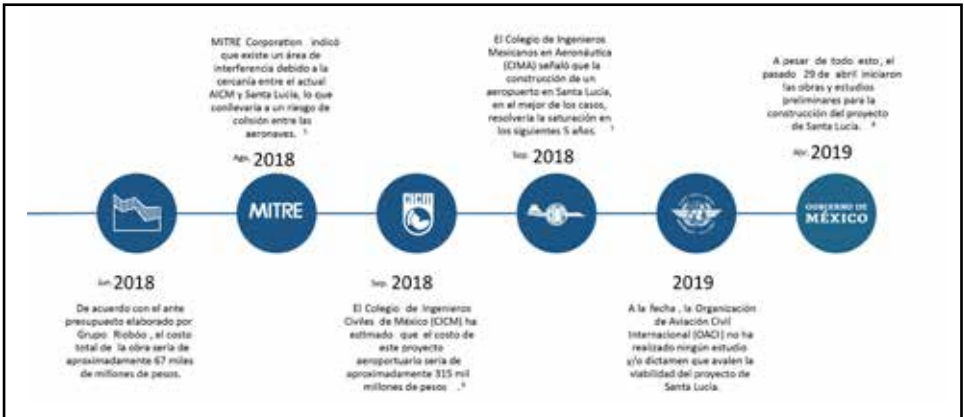 MITRE Corporation indicó
que existe un área de
interferencia debido a la
cercanía entre el actual
AICM y Santa Lucía, lo que
conllevaría a un riesgo de
colisión entre las
aeronaves.
Ago. 2018
El Colegio de Ingenieros
Mexicanos en Aeronáutica
(CIMA) señaló que la
construcción de un
aeropuerto en Santa Lucía,
en el mejor de los casos,
resolvería la saturación en
los siguientes 5 años.
Sep. 2018
A pesar de todo esto, el
pasado 29 de abril iniciaron
las obras y estudios
preliminares para la
construcción del proyecto
de Santa Lucía.
Abr. 2019
MITRE
CICM
GOBIERNO DE
MÉXICO
Jun. 2018
De acuerdo con el ante
presupuesto elaborado por
Grupo Riobóo , el costo
total de la obra sería de
aproximadamente 67 miles
de millones de pesos.
Sep. 2018
El Colegio de Ingenieros
Civiles de México (CICM) ha
estimado que el costo de
este proyecto
aeroportuario sería de
aproximadamente 315 mil
millones de pesos .
2019
A la fecha , la Organización
de Aviación Civil
Internacional (OACI) no ha
realizado ningún estudio
y/o dictamen que avalen la
viabilidad del proyecto de
Santa Lucía.